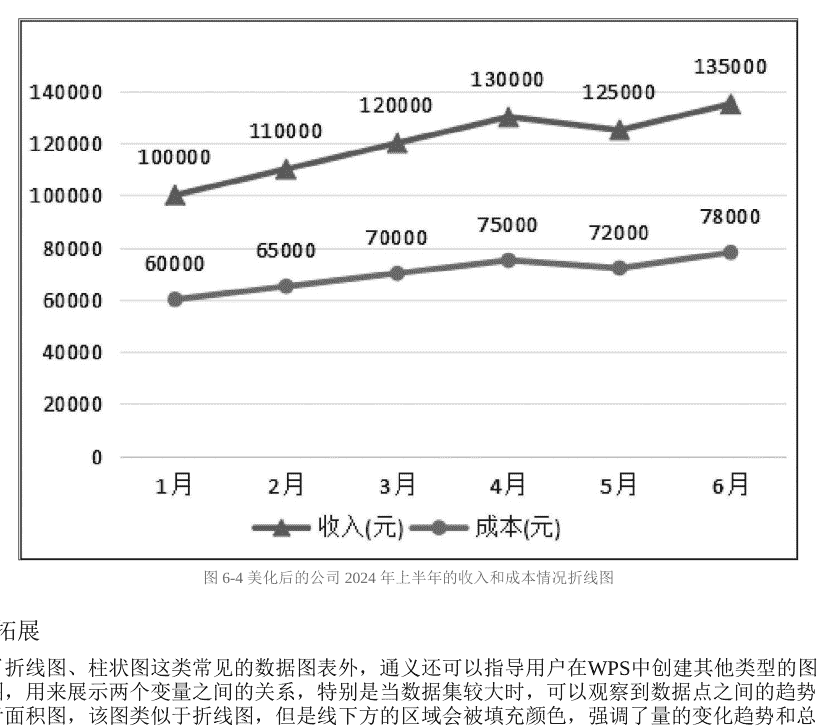 135000
130000
140000
125000
120000
110000
120000
100000
100000
78000
75000
72000
70000
80000
65000
60000
60000
40000
20000
0
1月 2月 3月 4月 5月 6月
收入(元) 成本(元)
图 6-4 美化后的公司 2024 年上半年的收入和成本情况折线图
拓展
折线图、柱状图这类常见的数据图表外，通义还可以指导用户在WPS中创建其他类型的图
，用来展示两个变量之间的关系，特别是当数据集较大时，可以观察到数据点之间的趋势
面积图，该图类似于折线图，但是线下方的区域会被填充颜色，强调了量的变化趋势和总